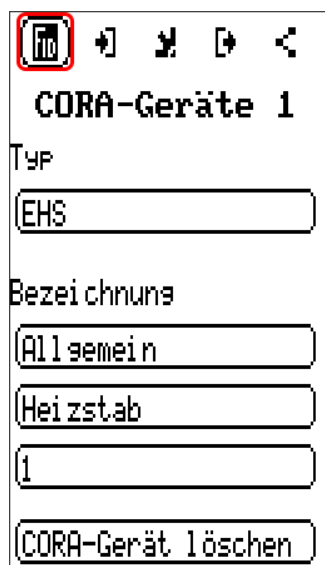 CORA-Geräte 1
Typ
EHS
Bezeichnung
Allgemein
Heizstab
1
CORA-Gerät löschen